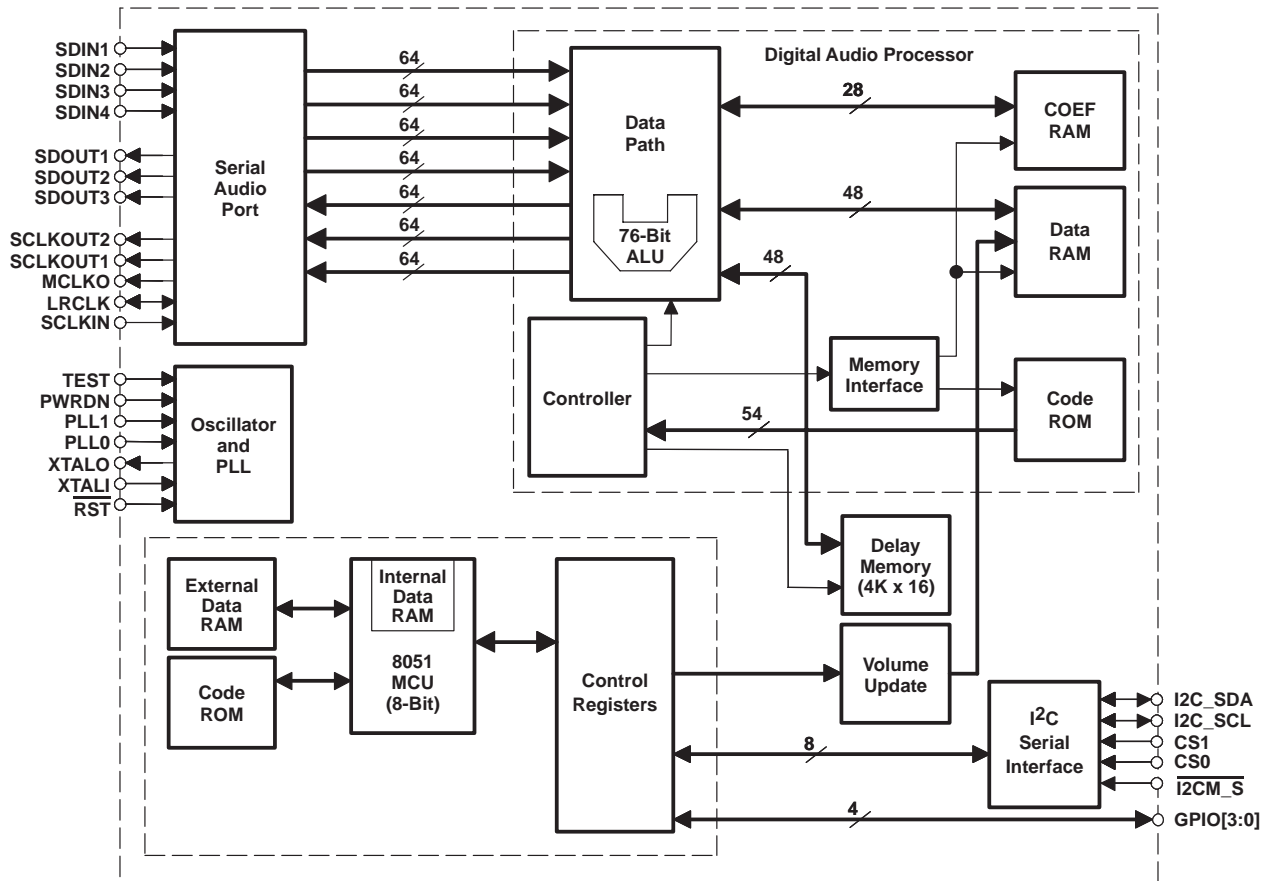 SDIN1
SDIN2
SDIN3
SDIN4
SDOUT1
SDOUT2
SDOUT3
SCLKOUT2
SCLKOUT1
MCLKO
LRCLK
SCLKIN
Serial
Audio
Port
64
64
64
64
64
64
64
Digital Audio Processor
Data
Path
76-Bit
ALU
28
48
48
COEF
RAM
Data
RAM
Controller
Memory
Interface
54
Code
ROM
TEST
PWRDN
PLL1
PLL0
XTALO
XTALI
RST
Oscillator
and
PLL
Delay
Memory
(4K x 16)
External
Data
RAM
Code
ROM
Internal
Data
RAM
8051
MCU
(8-Bit)
Control
Registers
Volume
Update
8
4
I2C
Serial
Interface
I2C_SDA
I2C_SCL
CS1
CS0
I2CM_S
GPIO[3:0]